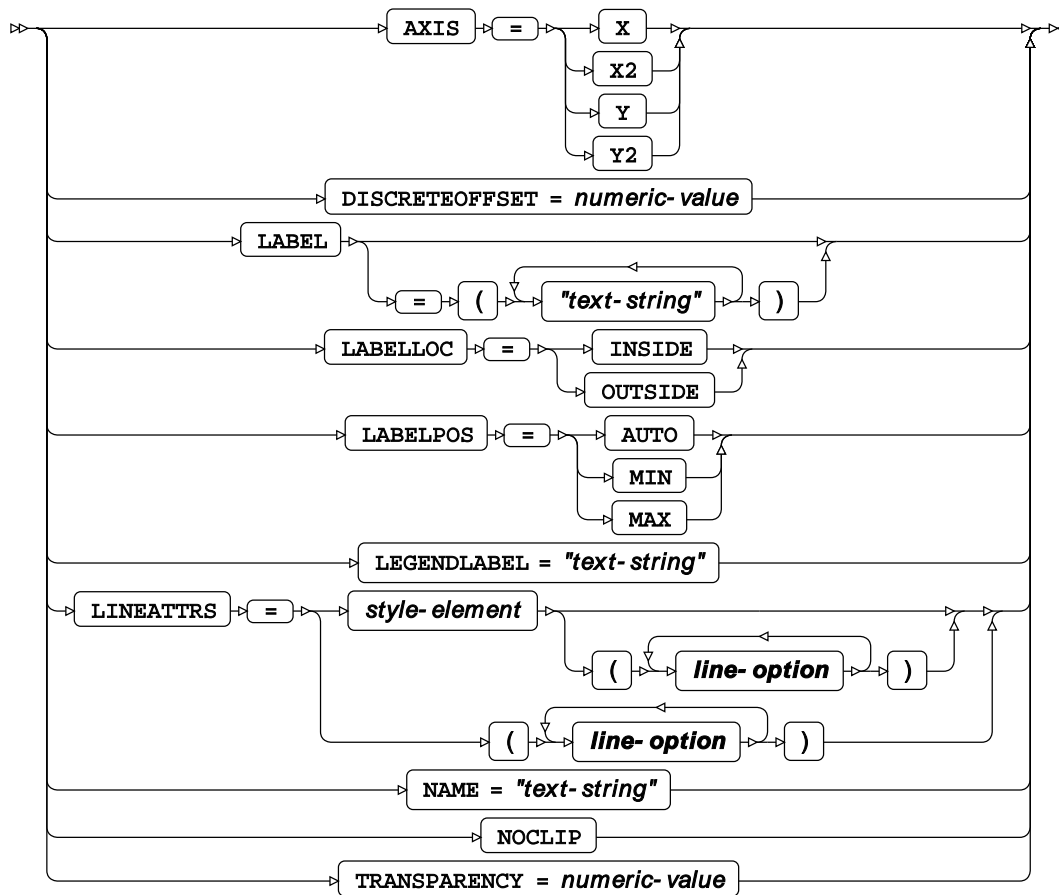 AXIS = X
X2
Y
Y2
DISCRETEOFFSET = numeric-value
LABEL
= ( "text-string" )
LABELLOC = INSIDE
OUTSIDE
LABELPOS = AUTO
MIN
MAX
LEGENDLABEL = "text-string"
LINEATTRS = style-element
( line-option )
( line-option )
NAME = "text-string"
NOCLIP
TRANSPARENCY = numeric-value